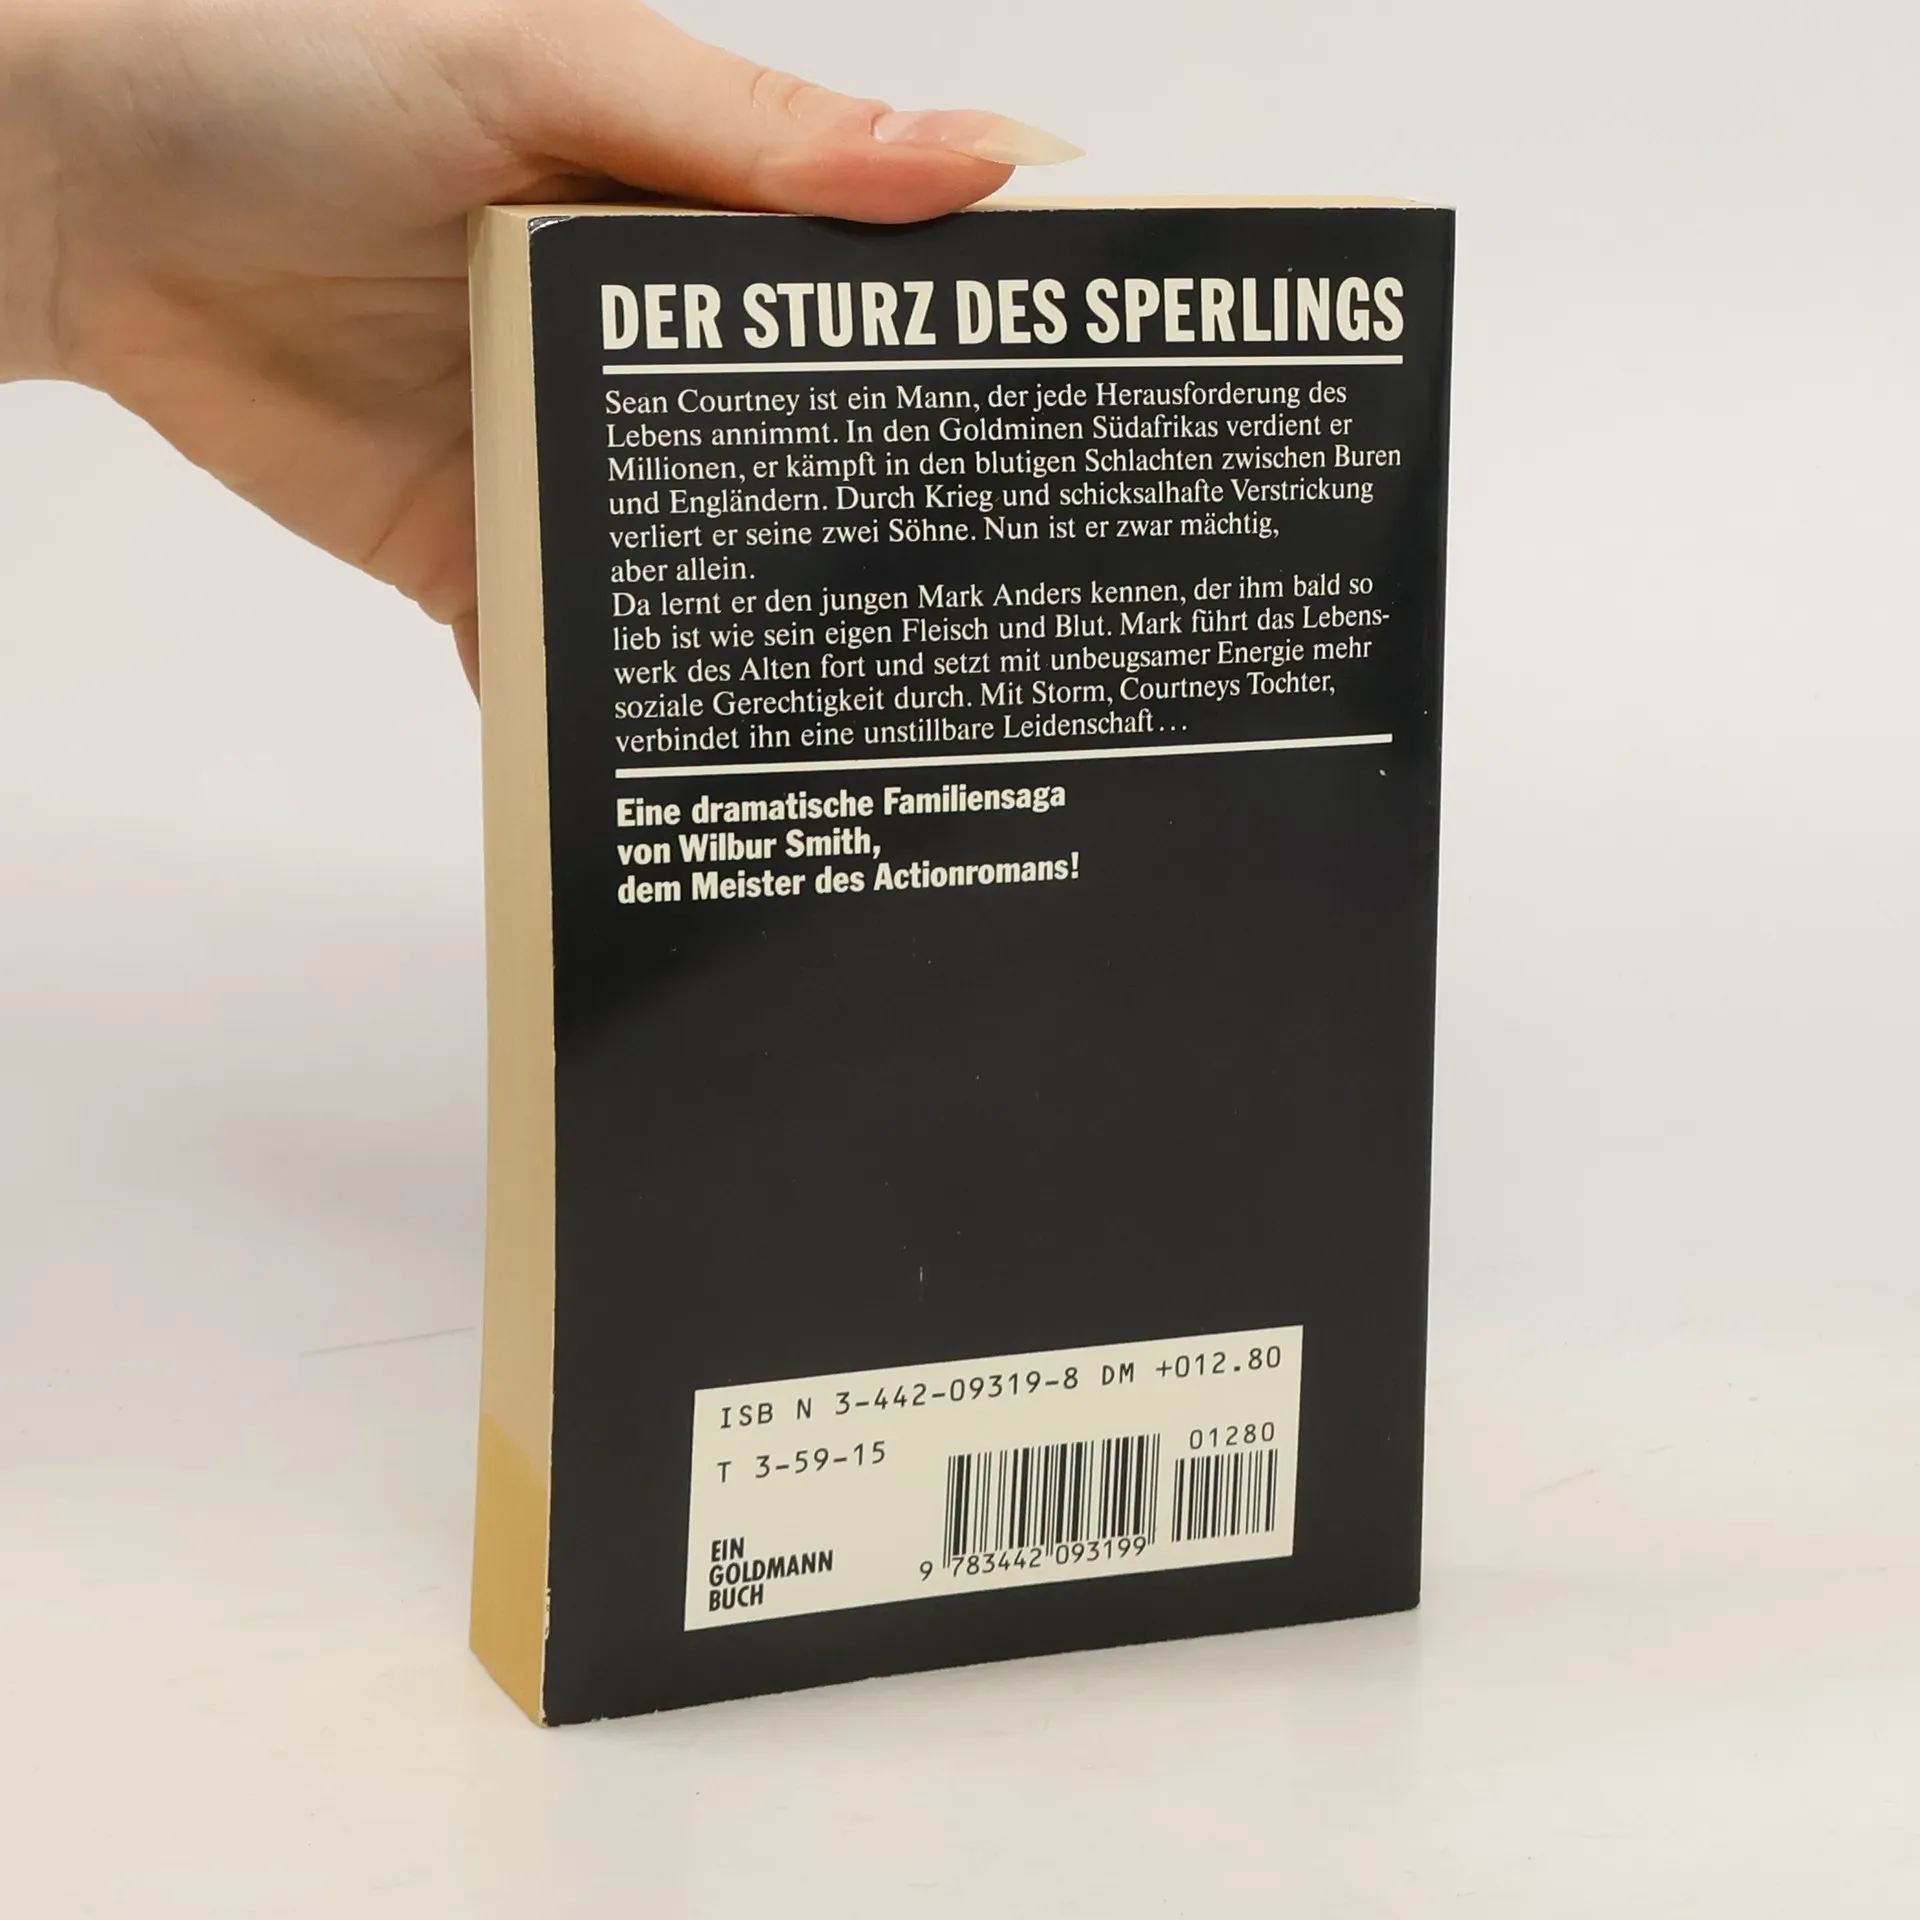 DER STURZ DES SPERLINGS
Sean Courtney ist ein Mann, der jede Herausforderung des
Lebens annimmt. In den Goldminen Südafrikas verdient er
Millionen, er kämpft in den blutigen Schlachten zwischen Buren
und Engländern. Durch Krieg und schicksalhafte Verstrickung
verliert er seine zwei Söhne. Nun ist er zwar mächtig,
aber allein.
Da lernt er den jungen Mark Anders kennen, der ihm bald so
lieb ist wie sein eigen Fleisch und Blut. Mark führt das Lebens-
werk des Alten fort und setzt mit unbeugsamer Energie mehr
soziale Gerechtigkeit durch. Mit Storm, Courtneys Tochter,
verbindet ihn eine unstillbare Leidenschaft...
Eine dramatische Familiensaga
von Wilbur Smith,
dem Meister des Actionromans!
ISB N 3-442-09319-8 DM +012.80
T 3-59-15
01280
9 783442 093199
EIN
GOLDMANN
BUCH